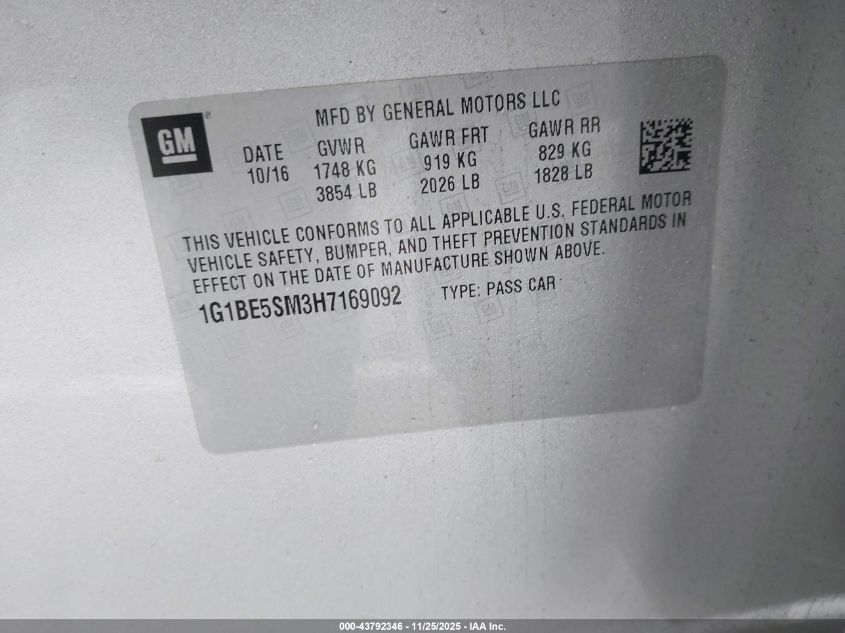 GM®
MFD BY GENERAL MOTORS LLC
DATE GVWR GAWR FRT GAWR RR
10/16 1748 KG 919 KG 829 KG
3854 LB 2026 LB 1828 LB
THIS VEHICLE CONFORMS TO ALL APPLICABLE U.S. FEDERAL MOTOR
VEHICLE SAFETY, BUMPER, AND THEFT PREVENTION STANDARDS IN
EFFECT ON THE DATE OF MANUFACTURE SHOWN ABOVE.
1G1BE5SM3H7169092 TYPE: PASS CAR
000-43792346 - 11/25/2025 - IAA Inc.